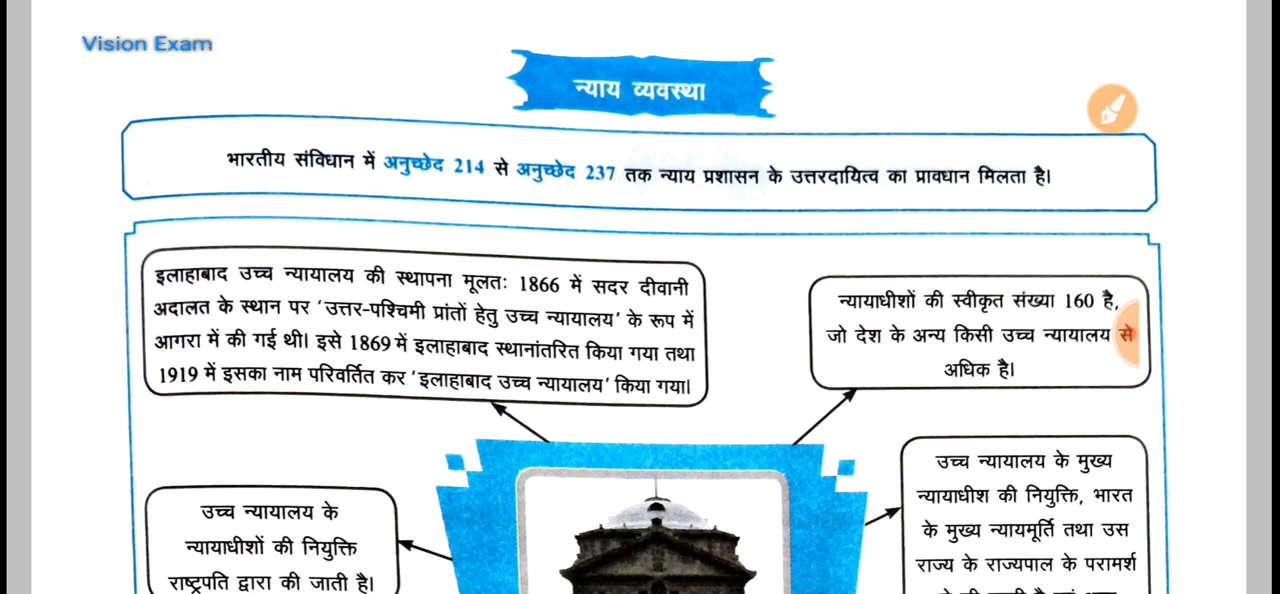 Vision Exam
न्याय व्यवस्था
भारतीय संविधान में अनुच्छेद 214 से अनुच्छेद 237 तक न्याय प्रशासन के उत्तरदायित्व का प्रावधान मिलता है।
इलाहाबाद उच्च न्यायालय की स्थापना मूलतः 1866 में सदर दीवानी
अदालत के स्थान पर 'उत्तर-पश्चिमी प्रांतों हेतु उच्च न्यायालय' के रूप में
आगरा में की गई थी। इसे 1869 में इलाहाबाद स्थानांतरित किया गया तथा
1919 में इसका नाम परिवर्तित कर 'इलाहाबाद उच्च न्यायालय' किया गया।
न्यायाधीशों की स्वीकृत संख्या 160 है,
जो देश के अन्य किसी उच्च न्यायालय से
अधिक है।
उच्च न्यायालय के
न्यायाधीशों की नियुक्ति
राष्ट्रपति द्वारा की जाती है।
उच्च न्यायालय के मुख्य
न्यायाधीश की नियुक्ति, भारत
के मुख्य न्यायमूर्ति तथा उस
राज्य के राज्यपाल के परामर्श